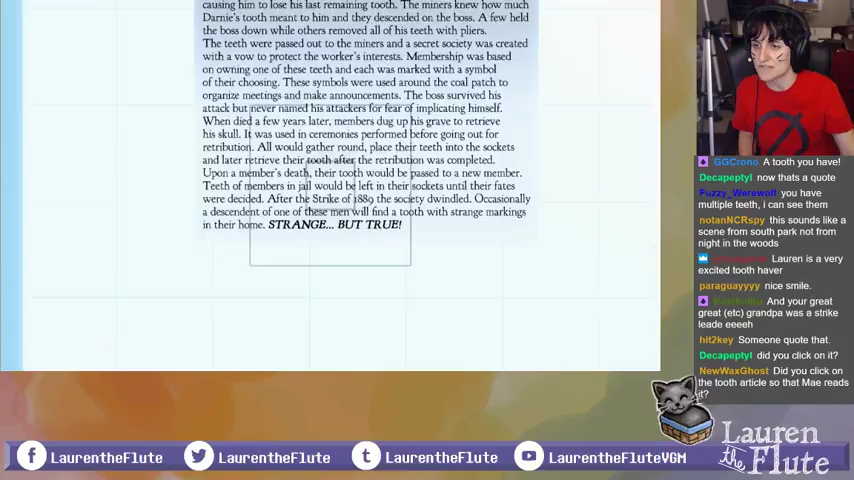 causing him to lose his last remaining tooth. The miners knew how much
Darnie's tooth meant to him and they descended on the boss. A few held
the boss down while others removed all of his teeth with pliers.
The teeth were passed out to the miners and a secret society was created
with a vow to protect the worker's interests. Membership was based
on owning one of these teeth and each was marked with a symbol
of their choosing. These symbols were used around the coal patch to
organize meetings and make announcements. The boss survived his
attack but never named his attackers for fear of implicating himself.
When died a few years later, members dug up his grave to retrieve
his skull. It was used in ceremonies performed before going out for
retribution. All would gather round, place their teeth into the sockets
and later retrieve their tooth after the retribution was completed.
Upon a member's death, their tooth would be passed to a new member.
Teeth of members in jail would be left in their sockets until their fates
were decided. After the Strike of 1889 the society dwindled. Occasionally
a descendent of one of these men will find a tooth with strange markings
in their home. STRANGE... BUT TRUE!
GGCrono A tooth you have!
Decapeptyl now thats a quote
Fuzzy_Werewolf you have
multiple teeth, i can see them
notanNCRspy this sounds like a
scene from south park not from
night in the woods
Lauren is a very
excited tooth haver
paraguayyyy nice smile.
And your great
great (etc) grandpa was a strike
leade eeeeh
hit2key Someone quote that.
Decapeptyl did you click on it?
NewWaxGhost Did you click on
the tooth article so that Mae reads
it?
Lauren
the Flute
LaurentheFlute
LaurentheFlute
LaurentheFlute
LaurentheFluteVGM